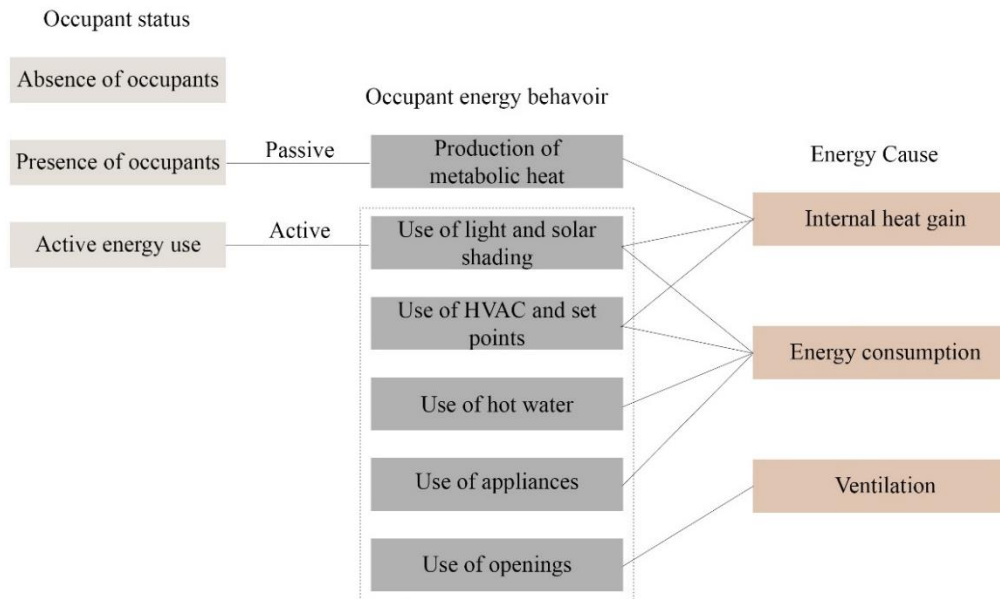 Occupant status
Absence of occupants
Occupant energy behavoir
Presence of occupants
Passive
Production of
metabolic heat
Energy Cause
Internal heat gain
Active energy use
Active
Use of light and solar
shading
Use of HVAC and set
points
Energy consumption
Use of hot water
Use of appliances
Ventilation
Use of openings